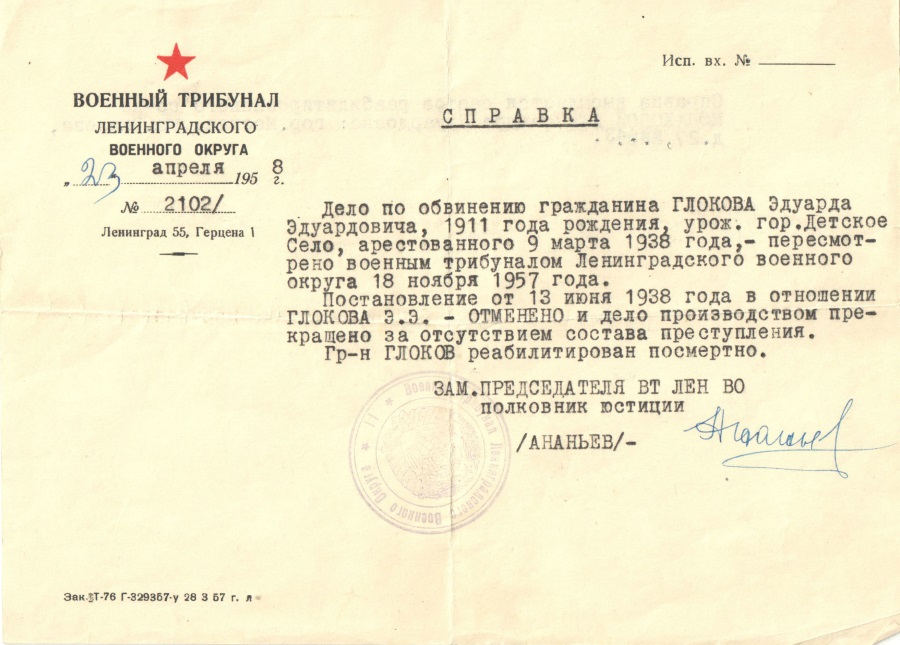 Исп. вх. №
ВОЕННЫЙ ТРИБУНАЛ
ЛЕНИНГРАДСКОГО
ВОЕННОГО ОКРУГА
„23 апреля 1958 г.
№ 2102/
Ленинград 55, Герцена 1
СПРАВКА
Дело по обвинению гражданина ГЛОКОВА Эдуарда
Эдуардовича, 1911 года рождения, урож. гор.Детское
Село, арестованного 9 марта 1938 года,- пересмот-
рено военным трибуналом Ленинградского военного
округа 18 ноября 1957 года.
Постановление от 13 июня 1938 года в отношении
ГЛОКОВА Э.Э. - ОТМЕНЕНО и дело производством пре-
кращено за отсутствием состава преступления.
Гр-н ГЛОКОВ реабилитирован посмертно.
ЗАМ.ПРЕДСЕДАТЕЛЯ ВТ ЛЕН ВО
полковник юстиции
/АНАНЬЕВ/-
Ананьев
Военного Округа
Зак. Т-76 Г-329357-у 28 3 57 г. л